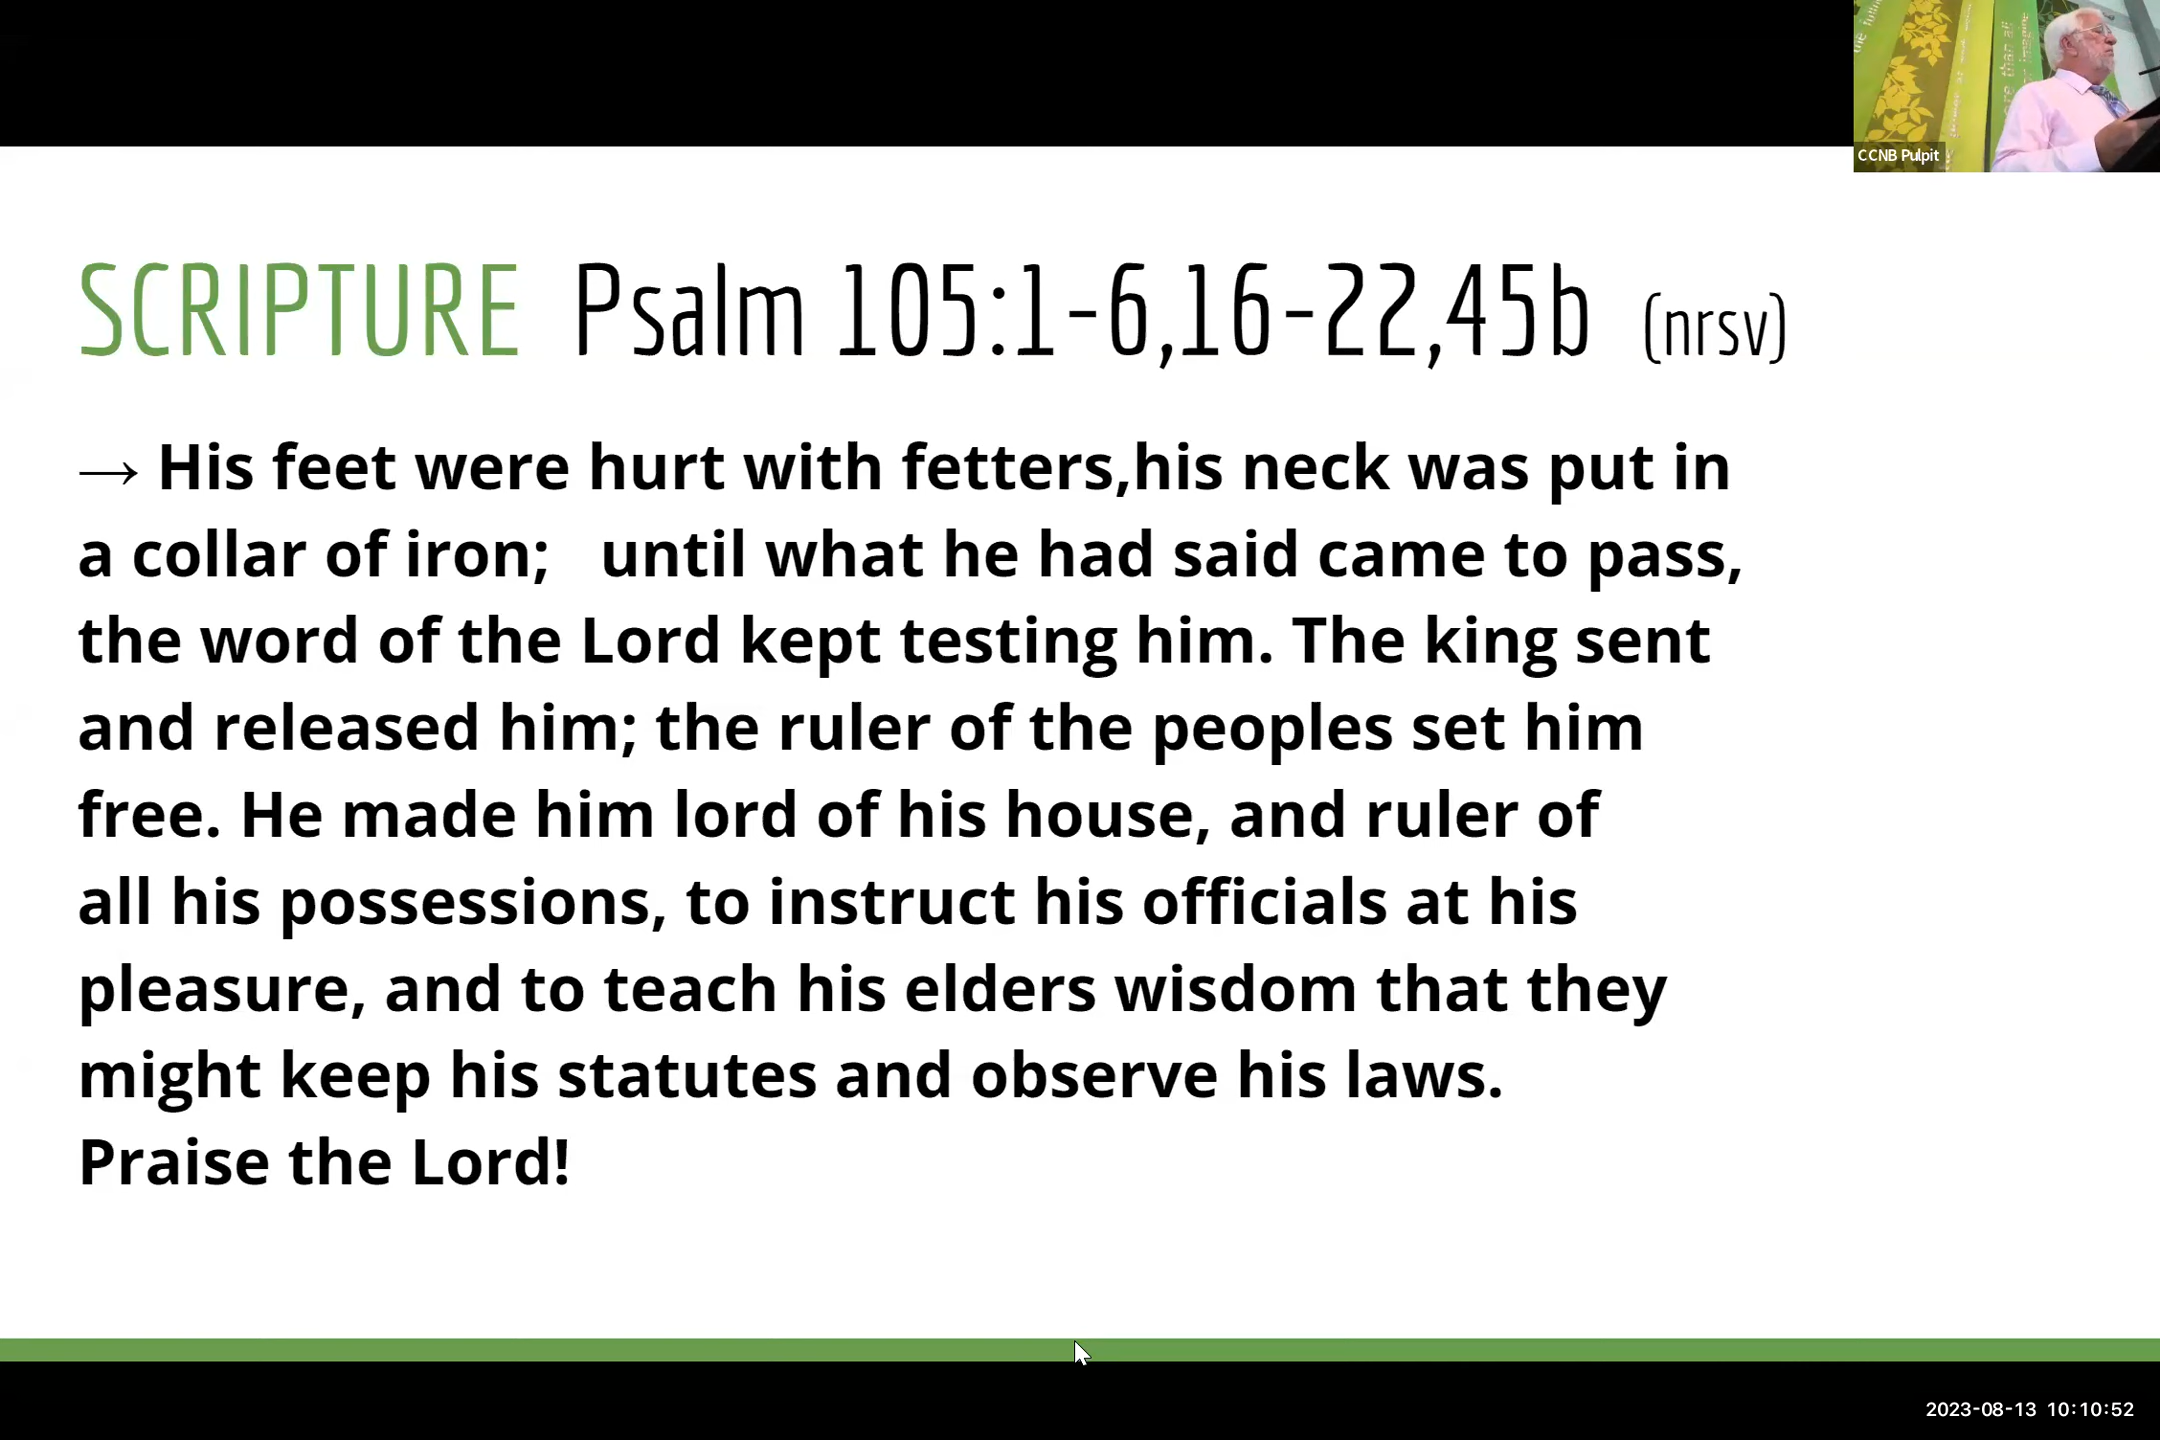 CCNB Pulpit
SCRIPTURE Psalm 105:1-6,16-22,45b (nrsv)
→ His feet were hurt with fetters,his neck was put in
a collar of iron; until what he had said came to pass,
the word of the Lord kept testing him. The king sent
and released him; the ruler of the peoples set him
free. He made him lord of his house, and ruler of
all his possessions, to instruct his officials at his
pleasure, and to teach his elders wisdom that they
might keep his statutes and observe his laws.
Praise the Lord!
2023-08-13 10:10:52